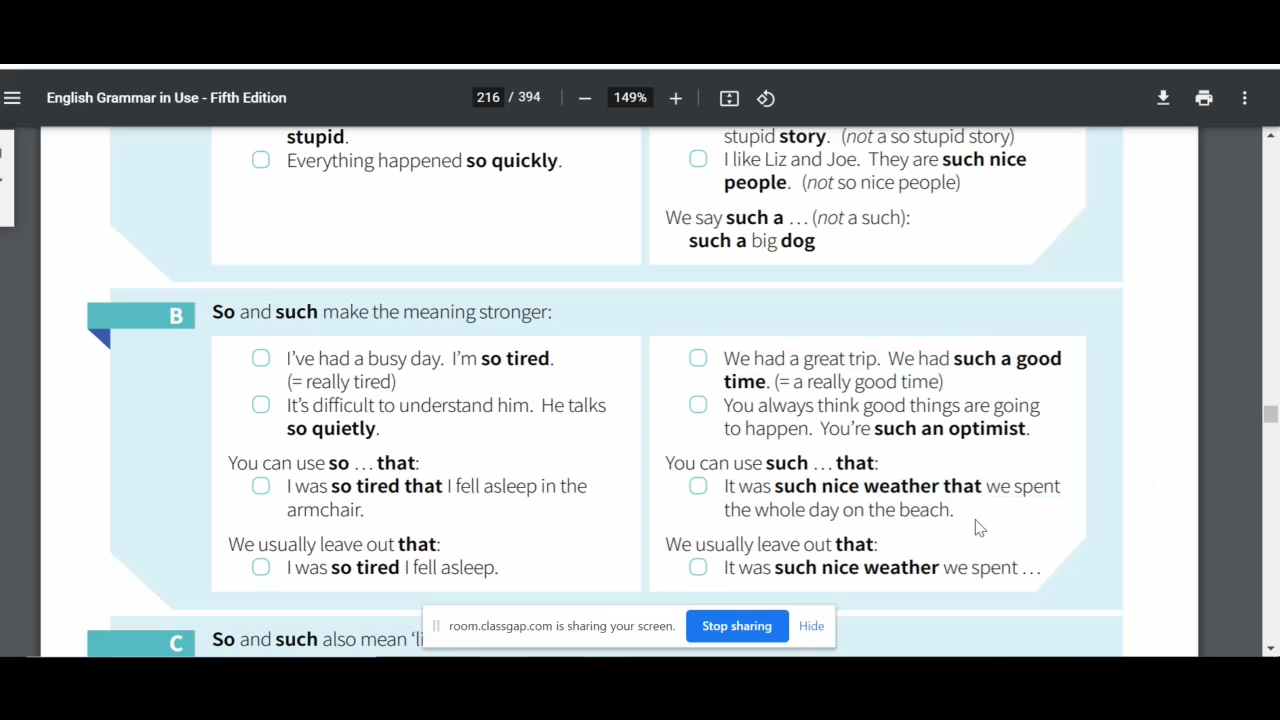 English Grammar in Use - Fifth Edition
216 / 394
149%
stupid.
Everything happened so quickly.
stupid story. (not a so stupid story)
I like Liz and Joe. They are such nice
people. (not so nice people)
We say such a … (not a such):
such a big dog
B
So and such make the meaning stronger:
I've had a busy day. I'm so tired.
(= really tired)
It's difficult to understand him. He talks
so quietly.
You can use so … that:
I was so tired that I fell asleep in the
armchair.
We usually leave out that:
I was so tired I fell asleep.
We had a great trip. We had such a good
time. (= a really good time)
You always think good things are going
to happen. You're such an optimist.
You can use such … that:
It was such nice weather that we spent
the whole day on the beach.
We usually leave out that:
It was such nice weather we spent …
C
So and such also mean 'li
room.classgap.com is sharing your screen.
Stop sharing
Hide